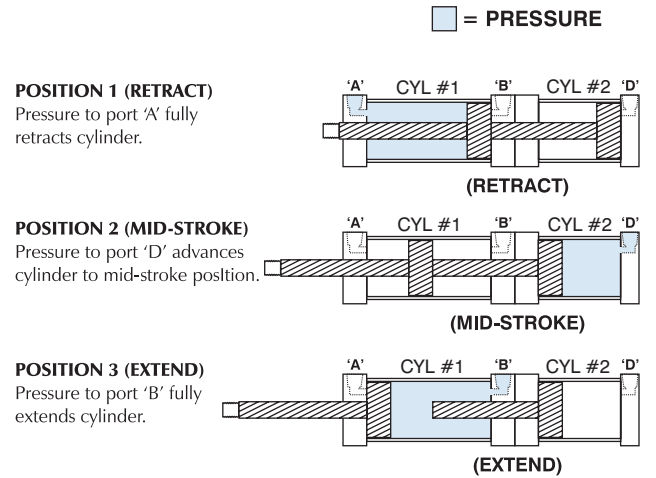 = PRESSURE
POSITION 1 (RETRACT)
Pressure to port ‘A’ fully
retracts cylinder.
‘A’ CYL #1 ‘B’ CYL #2 ‘D’
(RETRACT)
POSITION 2 (MID-STROKE)
Pressure to port ‘D’ advances
cylinder to mid-stroke position.
‘A’ CYL #1 ‘B’ CYL #2 ‘D’
(MID-STROKE)
POSITION 3 (EXTEND)
Pressure to port ‘B’ fully
extends cylinder.
‘A’ CYL #1 ‘B’ CYL #2 ‘D’
(EXTEND)